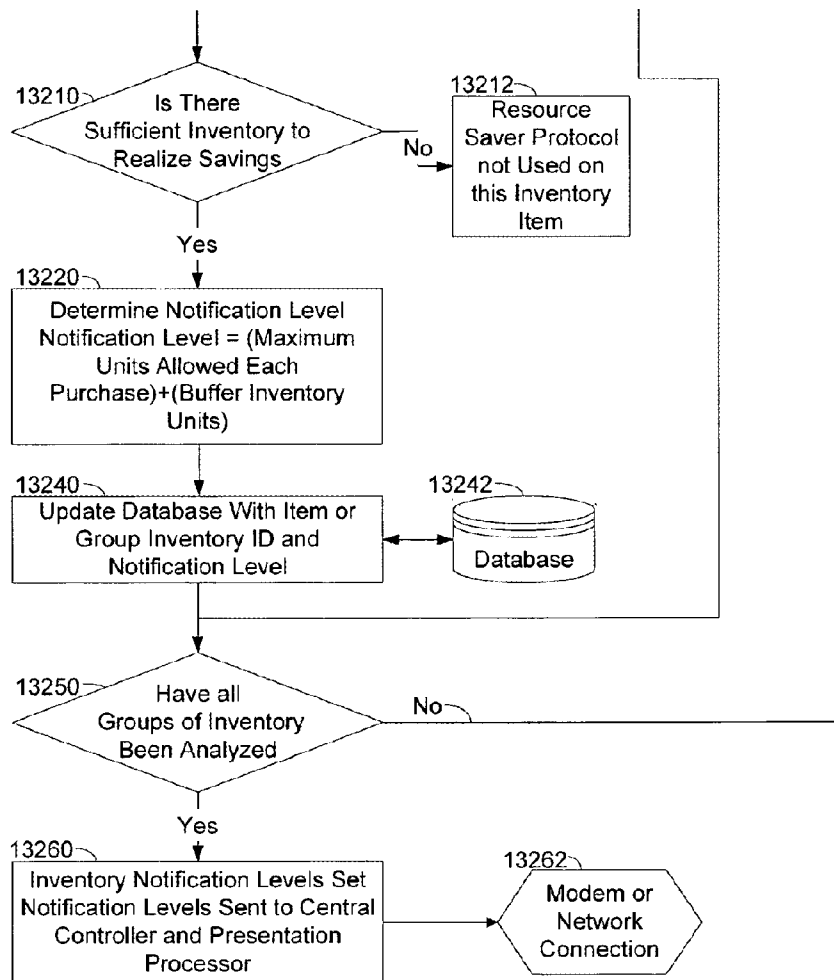 13210
Is There
Sufficient Inventory to
Realize Savings
No
13212
Resource
Saver Protocol
not Used on
this Inventory
Item
Yes
13220
Determine Notification Level
Notification Level = (Maximum
Units Allowed Each
Purchase)+(Buffer Inventory
Units)
13240
Update Database With Item or
Group Inventory ID and
Notification Level
13242
Database
13250
Have all
Groups of Inventory
Been Analyzed
No
Yes
13260
Inventory Notification Levels Set
Notification Levels Sent to Central
Controller and Presentation
Processor
13262
Modem or
Network
Connection